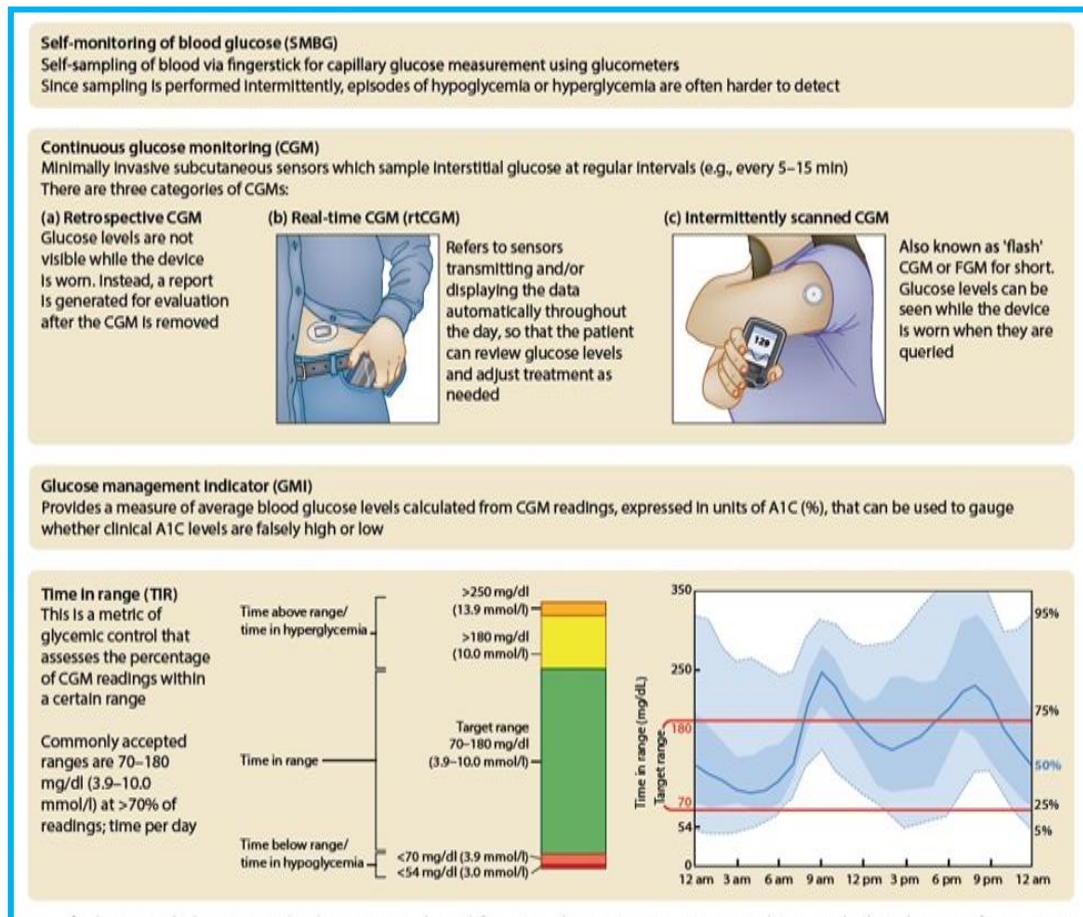 Self-monitoring of blood glucose (SMBG)
Self-sampling of blood via fingerstick for capillary glucose measurement using glucometers
Since sampling is performed intermittently, episodes of hypoglycemia or hyperglycemia are often harder to detect
Continuous glucose monitoring (CGM)
Minimally invasive subcutaneous sensors which sample interstitial glucose at regular intervals (e.g., every 5–15 min)
There are three categories of CGMs:
(a) Retrospective CGM
Glucose levels are not
visible while the device
is worn. Instead, a report
is generated for evaluation
after the CGM is removed
(b) Real-time CGM (rtCGM)
Refers to sensors
transmitting and/or
displaying the data
automatically throughout
the day, so that the patient
can review glucose levels
and adjust treatment as
needed
(c) Intermittently scanned CGM
129
Also known as 'flash'
CGM or FGM for short.
Glucose levels can be
seen while the device
is worn when they are
queried
Glucose management indicator (GMI)
Provides a measure of average blood glucose levels calculated from CGM readings, expressed in units of A1C (%), that can be used to gauge
whether clinical A1C levels are falsely high or low
Time in range (TIR)
This is a metric of
glycemic control that
assesses the percentage
of CGM readings within
a certain range
Commonly accepted
ranges are 70–180
mg/dl (3.9–10.0
mmol/l) at >70% of
readings; time per day
Time above range/
time in hyperglycemia
Time in range
Time below range/
time in hypoglycemia
>250 mg/dl
(13.9 mmol/l)
>180 mg/dl
(10.0 mmol/l)
Target range
70–180 mg/dl
(3.9–10.0 mmol/l)
<70 mg/dl (3.9 mmol/l)
<54 mg/dl (3.0 mmol/l)
Time in range (mg/dL)
Target range
350
250
180
70
54
0
95%
75%
50%
25%
5%
12 am 3 am 6 am 9 am 12 pm 3 pm 6 pm 9 pm 12 am